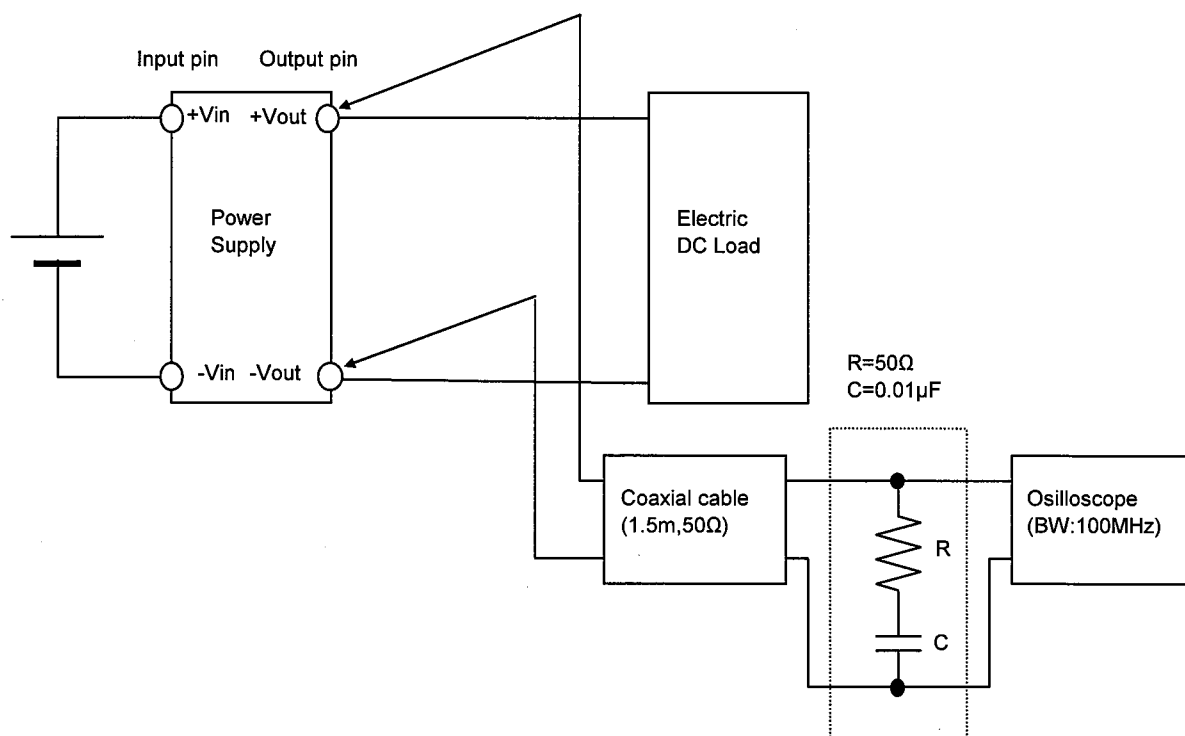 Input pin Output pin
+Vin +Vout
Power
Supply
Electric
DC Load
-Vin -Vout
R=50Ω
C=0.01µF
Coaxial cable
(1.5m,50Ω)
R
C
Osilloscope
(BW:100MHz)